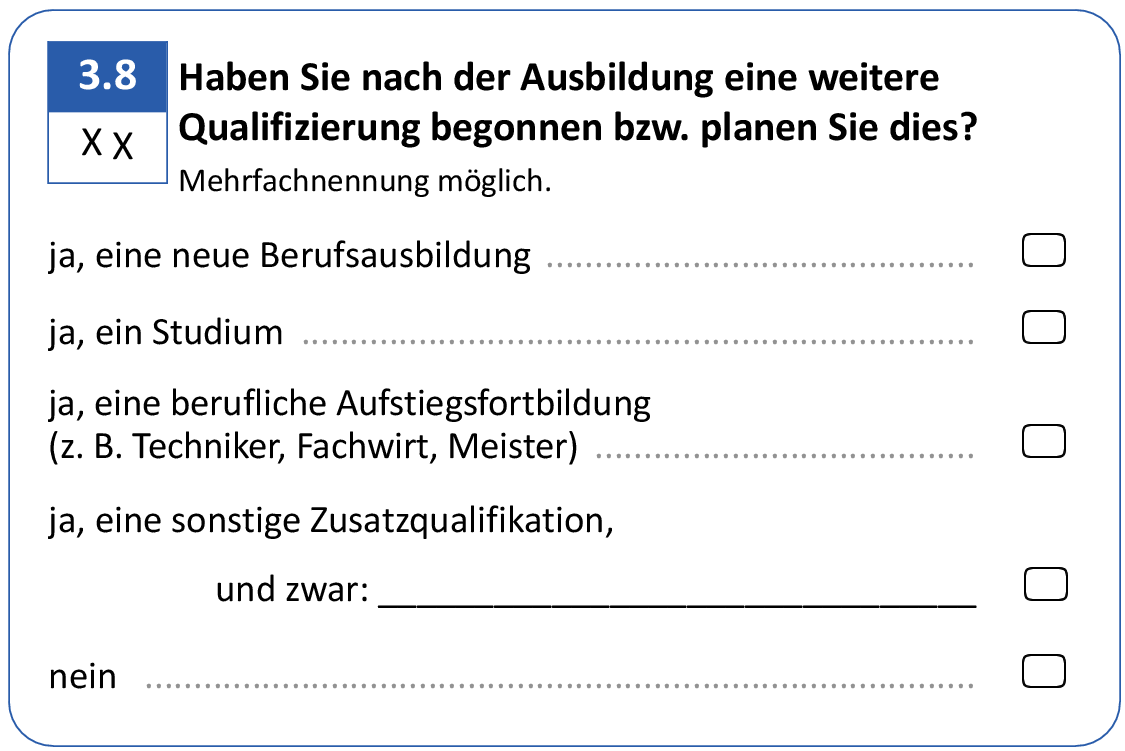 3.8
X X
Haben Sie nach der Ausbildung eine weitere
Qualifizierung begonnen bzw. planen Sie dies?
Mehrfachnennung möglich.
ja, eine neue Berufsausbildung
ja, ein Studium
ja, eine berufliche Aufstiegsfortbildung
(z. B. Techniker, Fachwirt, Meister)
ja, eine sonstige Zusatzqualifikation,
und zwar:
nein